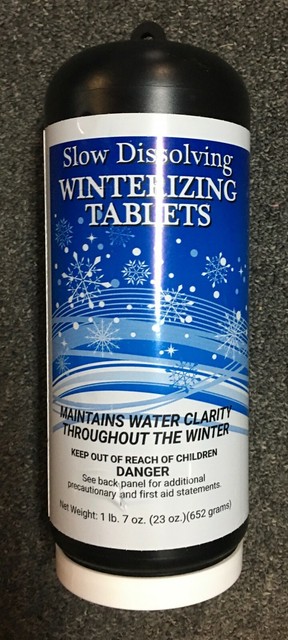 Slow Dissolving
WINTERIZING
TABLETS
MAINTAINS WATER CLARITY
THROUGHOUT THE WINTER
KEEP OUT OF REACH OF CHILDREN
DANGER
See back panel for additional
precautionary and first aid statements.
Net Weight: 1 lb. 7 oz. (23 oz.)(652 grams)